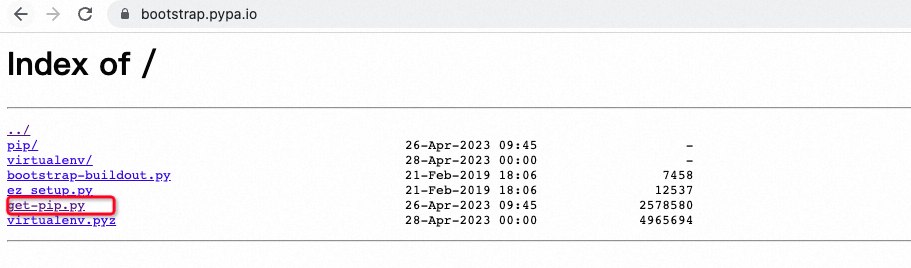 bootstrap.pypa.io
Index of /
../
pip/ 26-Apr-2023 09:45 -
virtualenv/ 28-Apr-2023 00:00 -
bootstrap-buildout.py 21-Feb-2019 18:06 7458
ez_setup.py 21-Feb-2019 18:06 12537
get-pip.py 26-Apr-2023 09:45 2578580
virtualenv.pyz 28-Apr-2023 00:00 4965694